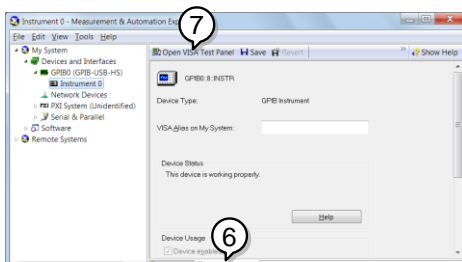 Instrument 0 - Measurement & Automation Exp
7
File Edit View Tools Help
My System
Devices and Interfaces
GPIB0 (GPIB-USB-HS)
Instrument 0
Network Devices
PXI System (Unidentified)
Serial & Parallel
Software
Remote Systems
Open VISA Test Panel Save Revert Show Help
GPIB0::8::INSTR
Device Type: GPIB Instrument
VISA Alias on My System:
Device Status
This device is working properly.
Help
Device Usage
6
Device enabled